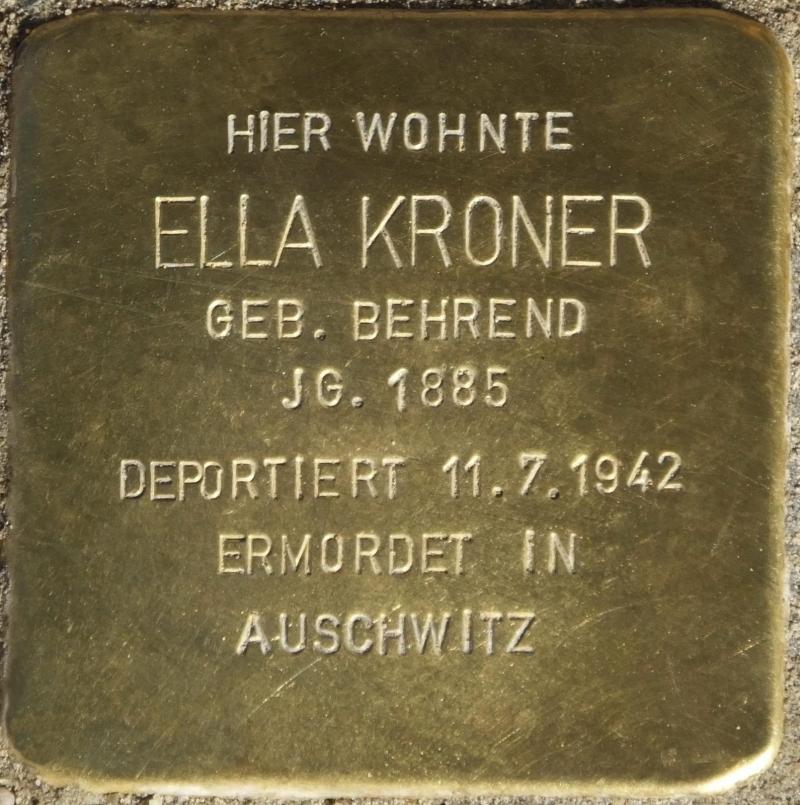 HIER WOHNTE
ELLA KRONER
GEB. BEHREND
JG. 1885
DEPORTIERT 11.7.1942
ERMORDET IN
AUSCHWITZ